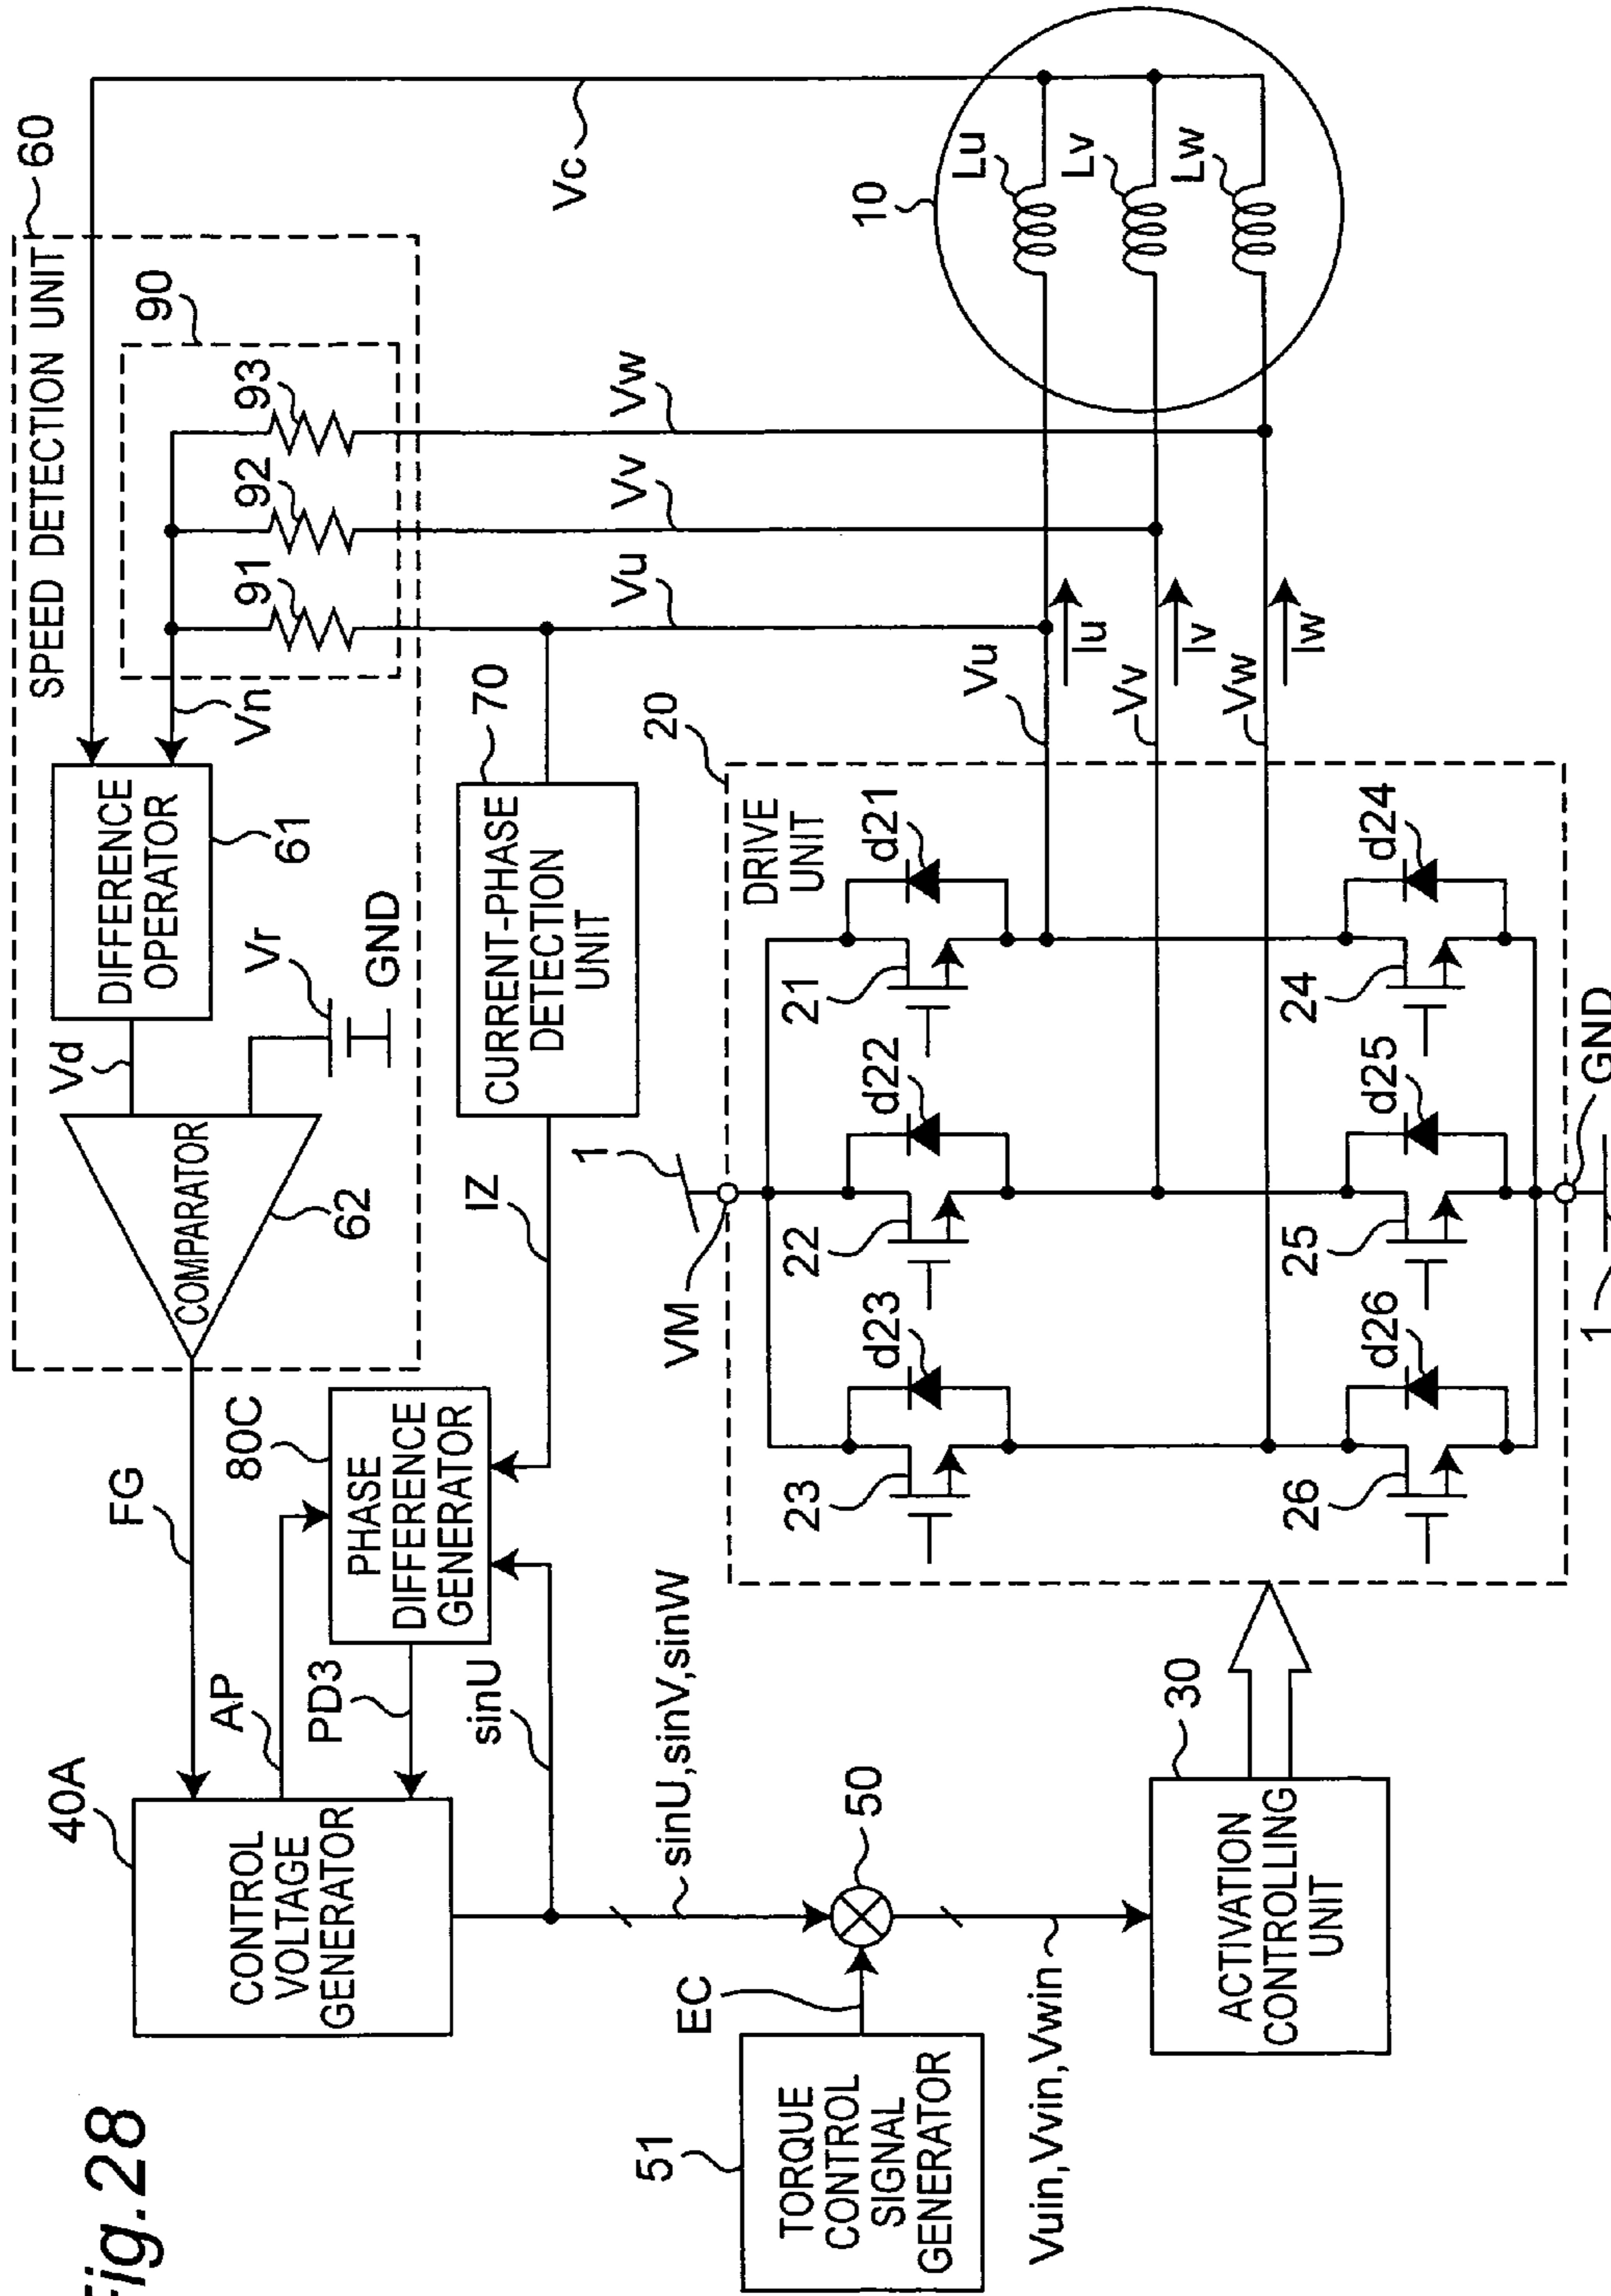 Fig.28
SPEED DETECTION UNIT
60
90
91
92
93
Vn
DIFFERENCE
OPERATOR
61
Vd
Vr
GND
COMPARATOR
62
FG
Vc
10
Lu
Lv
Lw
Vu
Vv
Vw
Iu
Iv
Iw
Vu
Vv
Vw
70
CURRENT-PHASE
DETECTION
UNIT
IZ
80C
PHASE
DIFFERENCE
GENERATOR
AP
PD3
sinU
40A
CONTROL
VOLTAGE
GENERATOR
sinU,sinV,sinW
50
EC
51
TORQUE
CONTROL
SIGNAL
GENERATOR
Vuin,Vvin,Vwin
30
ACTIVATION
CONTROLLING
UNIT
20
DRIVE
UNIT
1
VM
21
d21
22
d22
23
d23
24
d24
25
d25
26
d26
GND
1